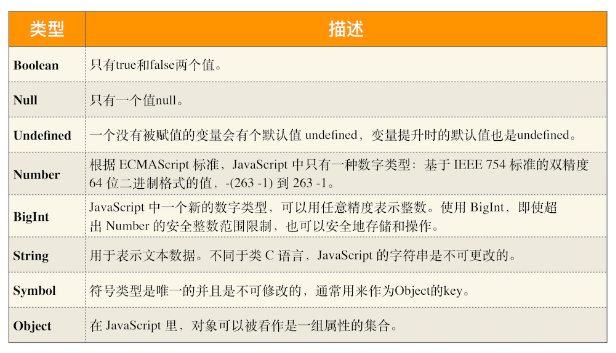 类型 描述
Boolean 只有true和false两个值。
Null 只有一个值null。
Undefined 一个没有被赋值的变量会有个默认值 undefined，变量提升时的默认值也是undefined。
Number 根据 ECMAScript 标准，JavaScript 中只有一种数字类型：基于 IEEE 754 标准的双精度
64 位二进制格式的值，-(263 -1) 到 263 -1。
BigInt JavaScript 中一个新的数字类型，可以用任意精度表示整数。使用 BigInt，即使超
出 Number 的安全整数范围限制，也可以安全地存储和操作。
String 用于表示文本数据。不同于类 C 语言，JavaScript 的字符串是不可更改的。
Symbol 符号类型是唯一的并且是不可修改的，通常用来作为Object的key。
Object 在 JavaScript 里，对象可以被看作是一组属性的集合。